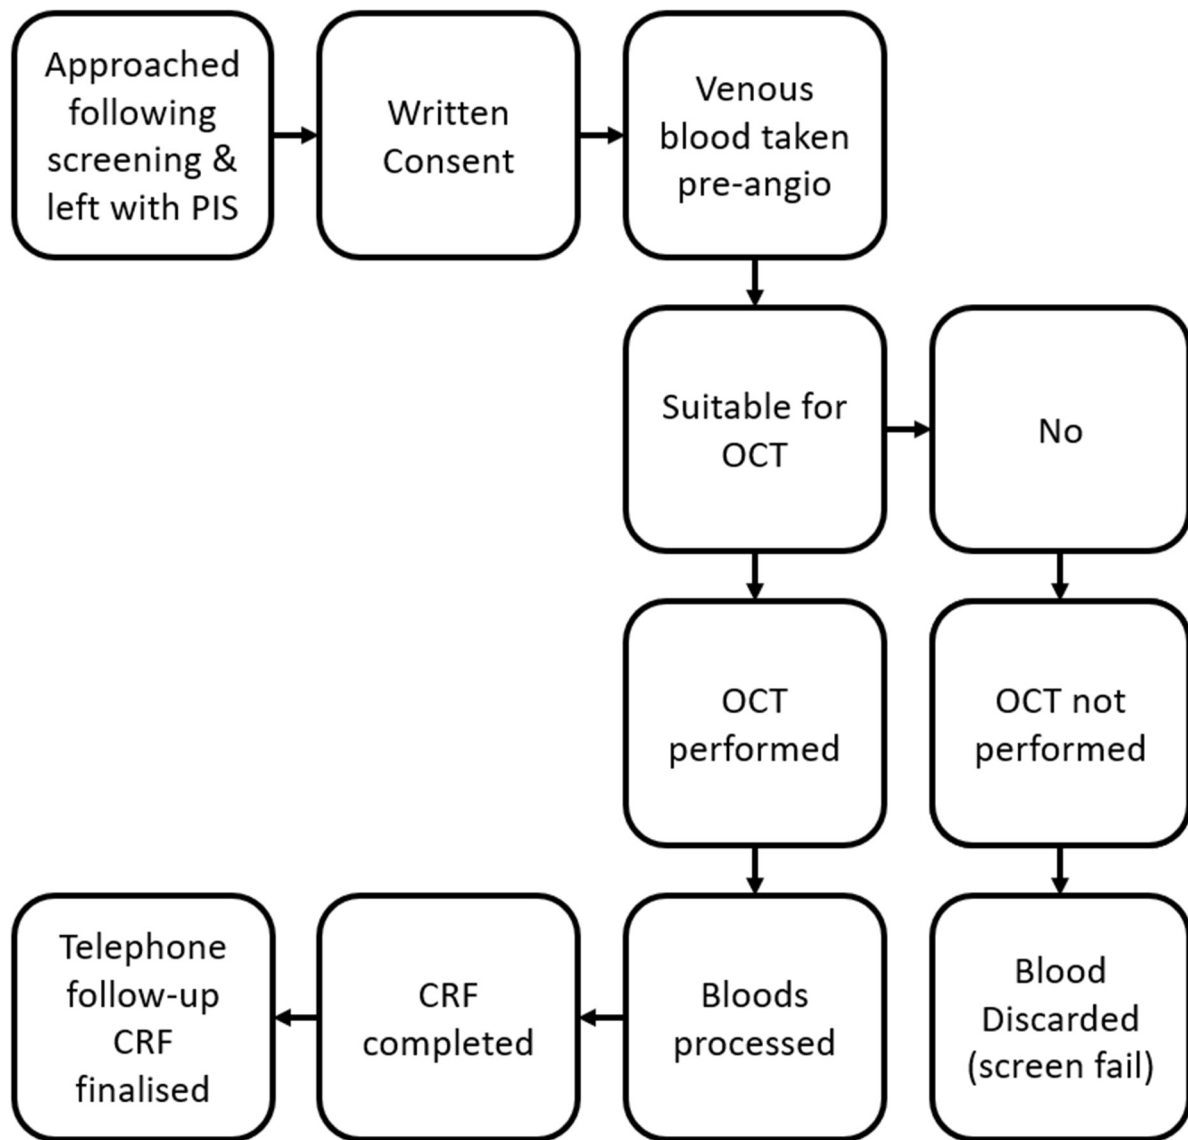 Approached
following
screening &
left with PIS
Written
Consent
Venous
blood taken
pre-angio
Suitable for
OCT
No
OCT
performed
OCT not
performed
Telephone
follow-up
CRF
finalised
CRF
completed
Bloods
processed
Blood
Discarded
(screen fail)